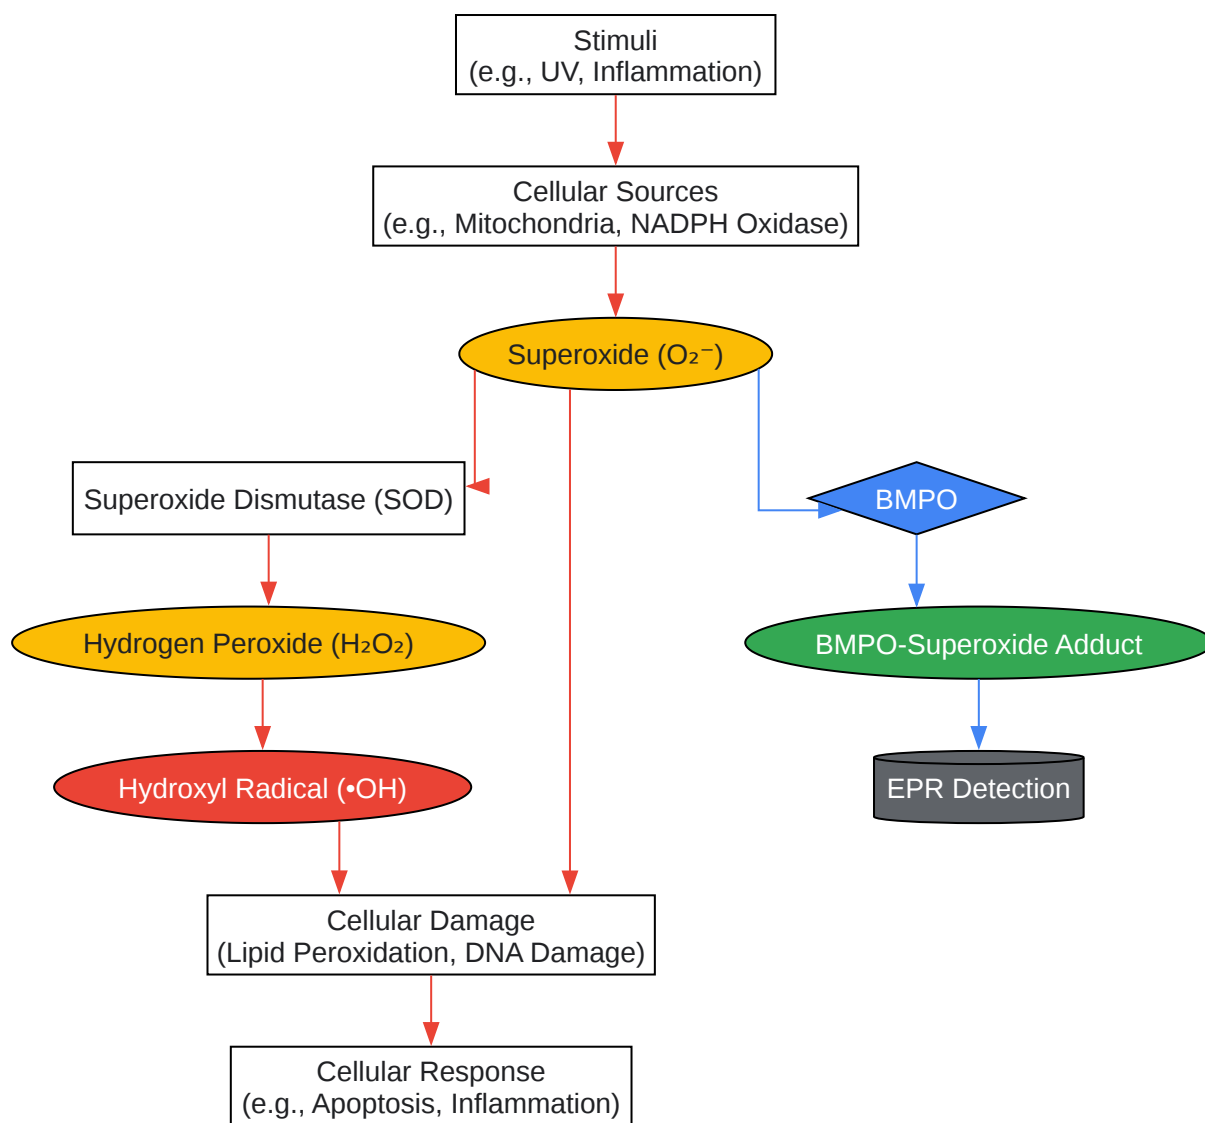 Stimuli
(e.g., UV, Inflammation)
Cellular Sources
(e.g., Mitochondria, NADPH Oxidase)
Superoxide (O₂⁻)
Superoxide Dismutase (SOD)
BMPO
Hydrogen Peroxide (H₂O₂)
BMPO-Superoxide Adduct
Hydroxyl Radical (•OH)
EPR Detection
Cellular Damage
(Lipid Peroxidation, DNA Damage)
Cellular Response
(e.g., Apoptosis, Inflammation)